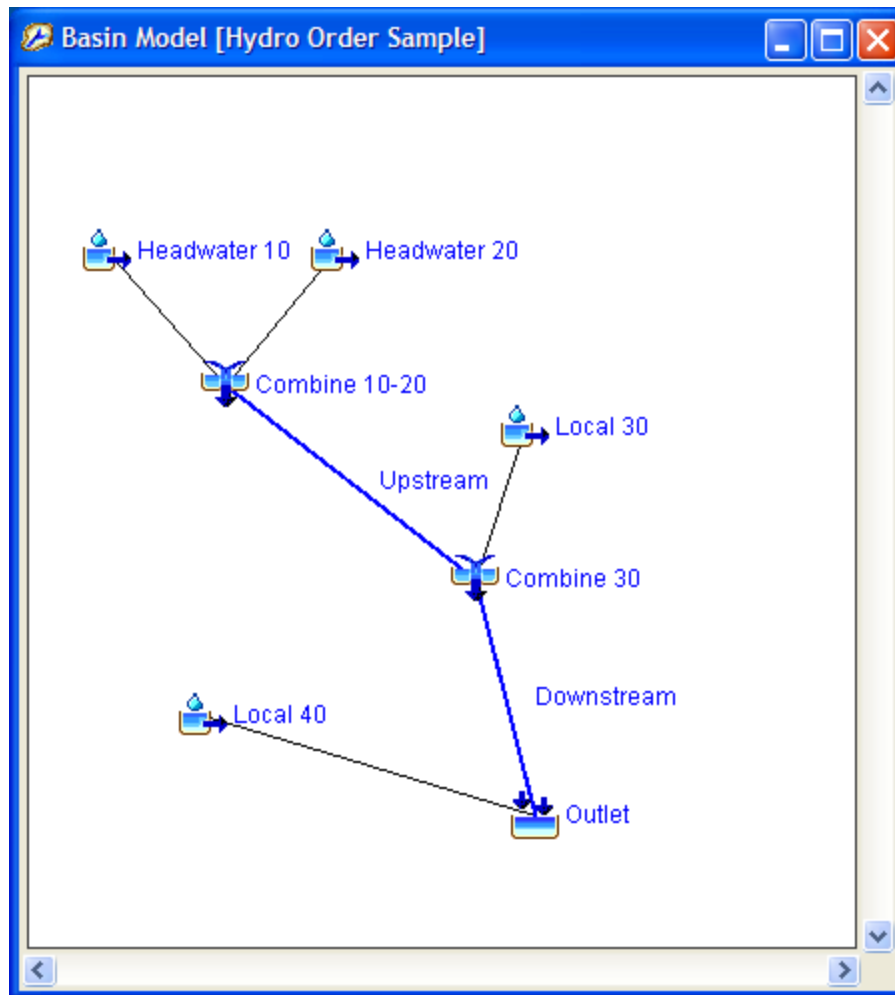 Basin Model [Hydro Order Sample]
Headwater 10
Headwater 20
Combine 10-20
Local 30
Upstream
Combine 30
Downstream
Local 40
Outlet